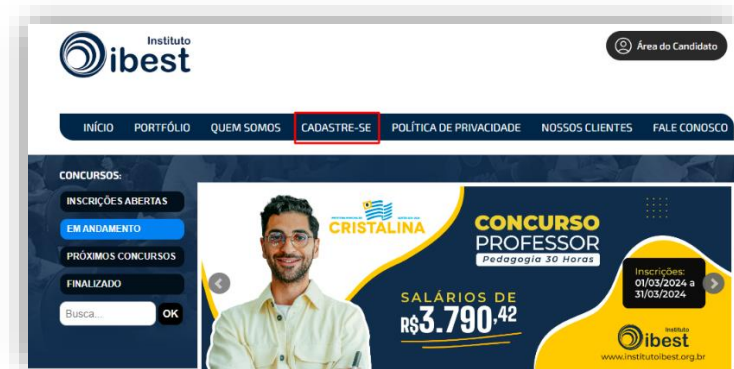 Instituto
ibest
Área do Candidato
INÍCIO PORTFÓLIO QUEM SOMOS CADASTRE-SE POLÍTICA DE PRIVACIDADE NOSSOS CLIENTES FALE CONOSCO
CONCURSOS:
INSCRIÇÕES ABERTAS
EM ANDAMENTO
PRÓXIMOS CONCURSOS
FINALIZADO
Busca... OK
CRISTALINA
CONCURSO
PROFESSOR
Pedagogia 30 Horas
SALÁRIOS DE
R$3.790,42
Inscrições:
01/03/2024 a
31/03/2024
Instituto
ibest
www.institutoibest.org.br